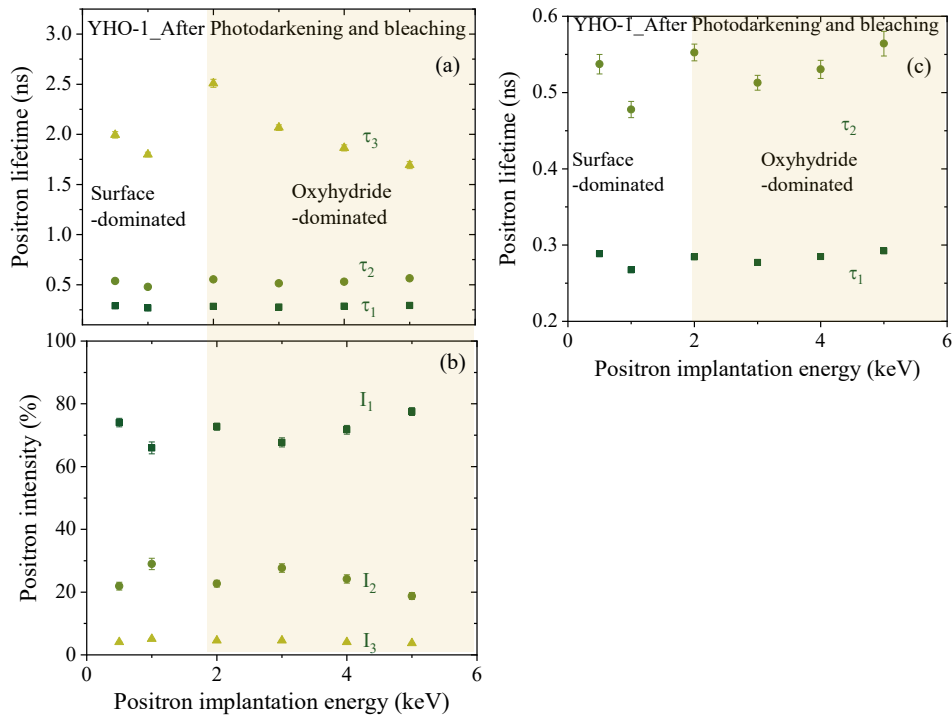 YHO-1_After Photodarkening and bleaching
(a)
Positron lifetime (ns)
3.0
2.5
2.0
1.5
1.0
0.5
τ3
Surface
-dominated
Oxyhydride
-dominated
τ2
τ1
(b)
Positron intensity (%)
100
80
60
40
20
0
I1
I2
I3
0 2 4 6
Positron implantation energy (keV)
YHO-1_After Photodarkening and bleaching
(c)
Positron lifetime (ns)
0.6
0.5
0.4
0.3
0.2
τ2
Surface
-dominated
Oxyhydride
-dominated
τ1
0 2 4 6
Positron implantation energy (keV)